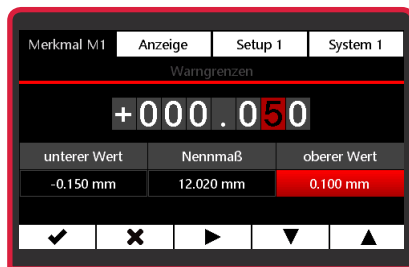 Merkmal M1 Anzeige Setup 1 System 1
Warngrenzen
+000.050
unterer Wert Nennmaß oberer Wert
-0.150 mm 12.020 mm 0.100 mm